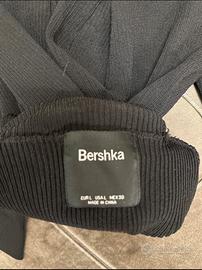 Bershka
EUR L USA L MEX 30
MADE IN CHINA